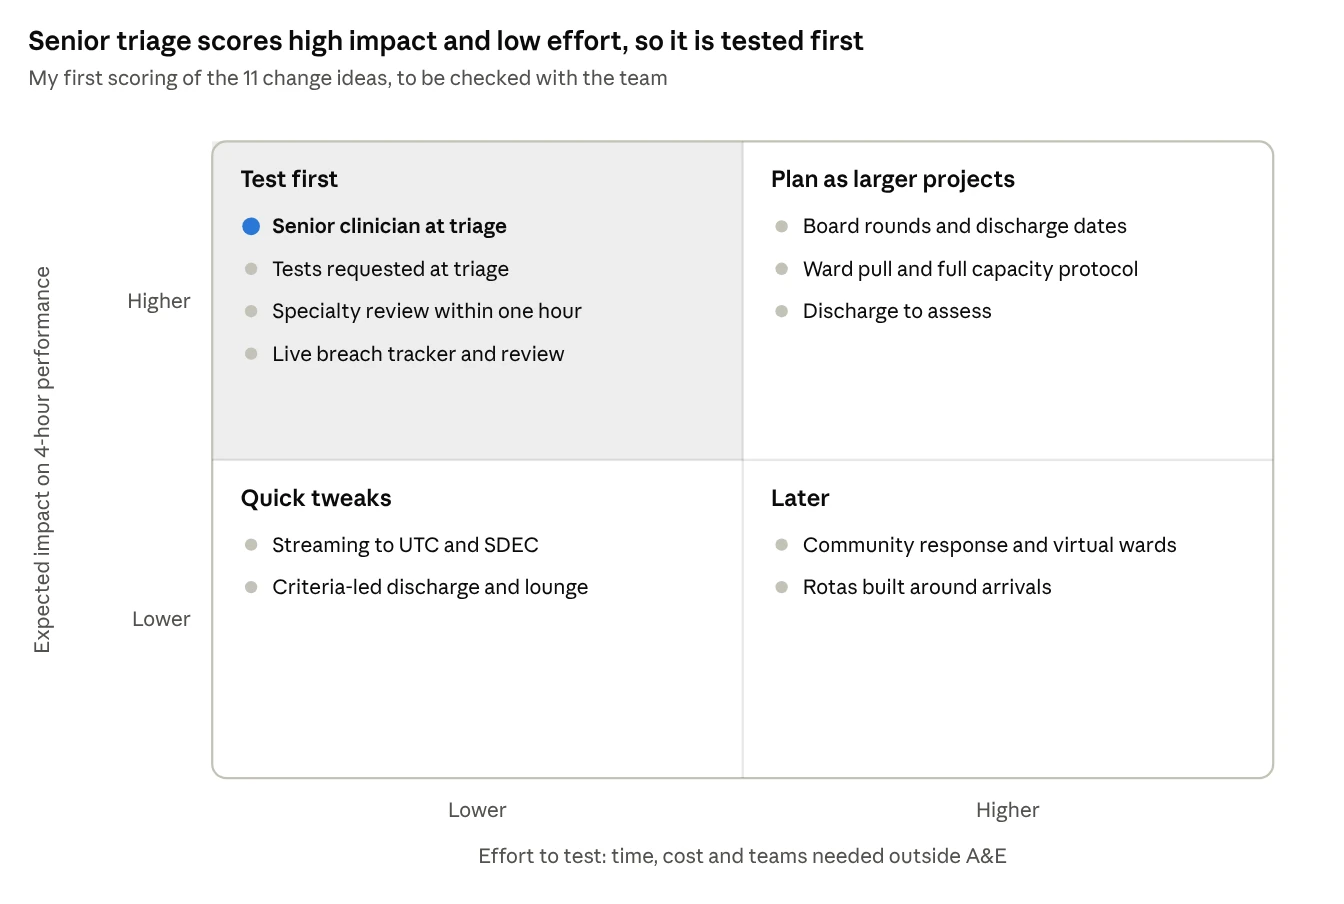 Senior triage scores high impact and low effort, so it is tested first
My first scoring of the 11 change ideas, to be checked with the team
Expected impact on 4-hour performance
Higher
Test first
Senior clinician at triage
Tests requested at triage
Specialty review within one hour
Live breach tracker and review
Plan as larger projects
Board rounds and discharge dates
Ward pull and full capacity protocol
Discharge to assess
Lower
Quick tweaks
Streaming to UTC and SDEC
Criteria-led discharge and lounge
Later
Community response and virtual wards
Rotas built around arrivals
Lower
Higher
Effort to test: time, cost and teams needed outside A&E